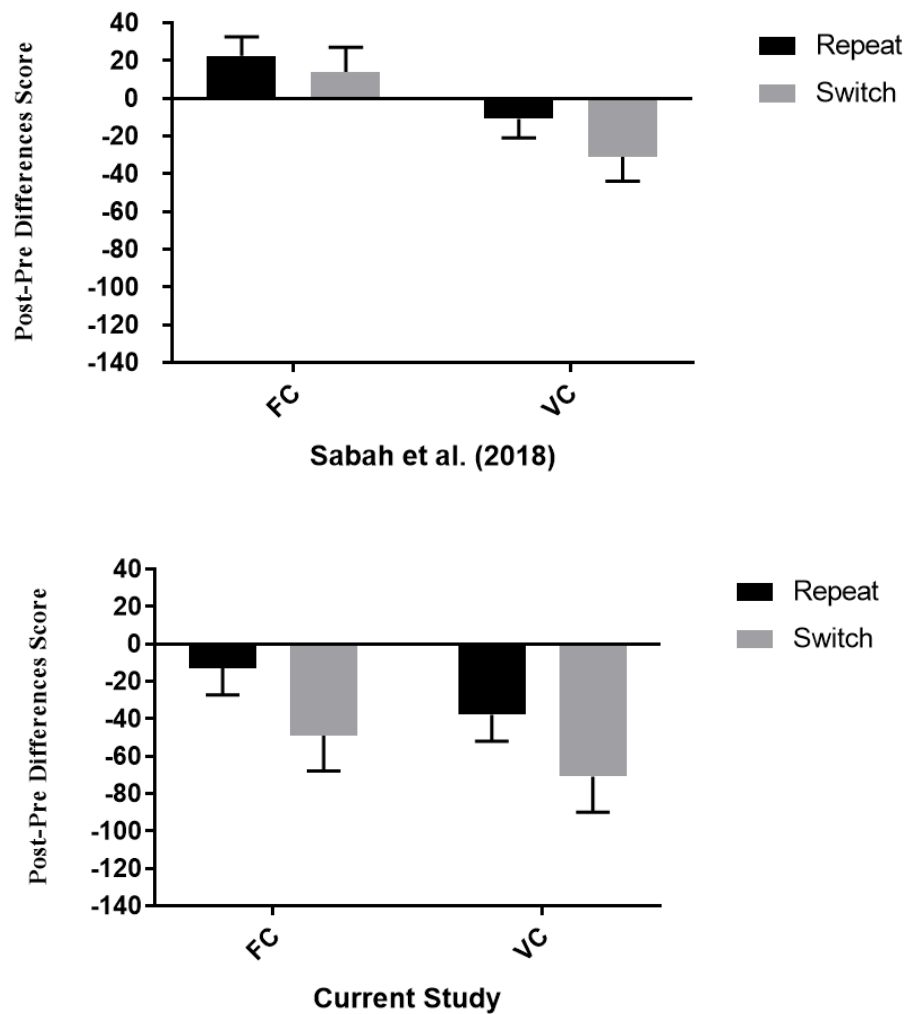 Post-Pre Differences Score
40
20
0
-20
-40
-60
-80
-100
-120
-140
FC
VC
Sabah et al. (2018)
Repeat
Switch
Post-Pre Differences Score
40
20
0
-20
-40
-60
-80
-100
-120
-140
FC
VC
Current Study
Repeat
Switch